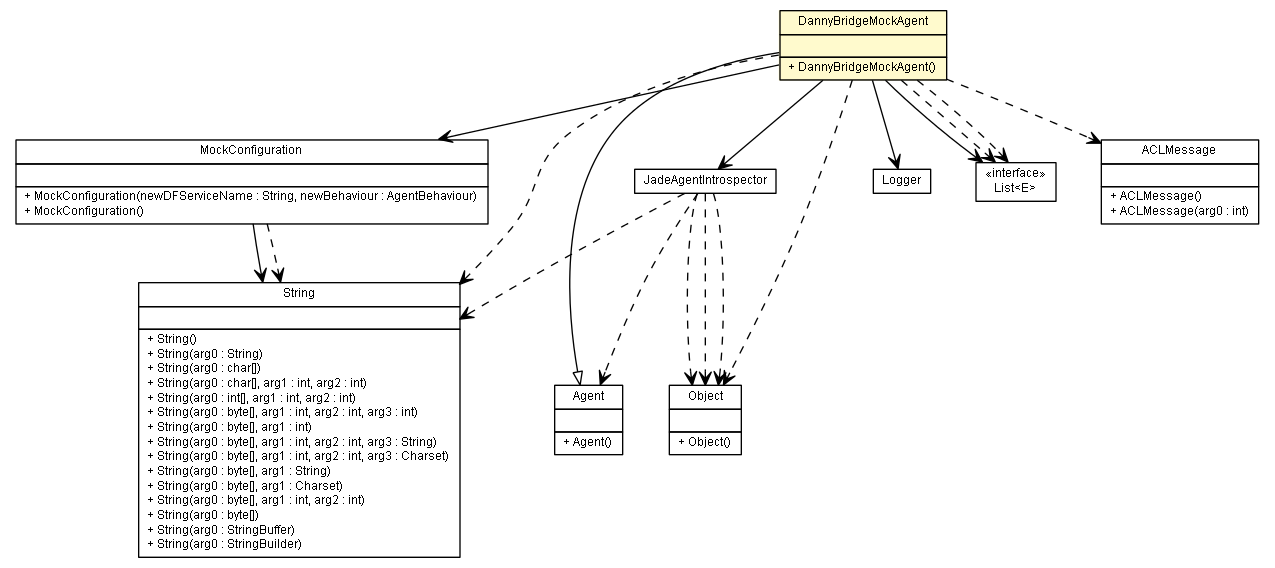 DannyBridgeMockAgent
+ DannyBridgeMockAgent()
MockConfiguration
+ MockConfiguration(newDFServiceName : String, newBehaviour : AgentBehaviour)
+ MockConfiguration()
JadeAgentIntrospector
Logger
«interface»
List<E>
ACLMessage
+ ACLMessage()
+ ACLMessage(arg0 : int)
String
+ String()
+ String(arg0 : String)
+ String(arg0 : char[])
+ String(arg0 : char[], arg1 : int, arg2 : int)
+ String(arg0 : int[], arg1 : int, arg2 : int)
+ String(arg0 : byte[], arg1 : int, arg2 : int, arg3 : int)
+ String(arg0 : byte[], arg1 : int)
+ String(arg0 : byte[], arg1 : int, arg2 : int, arg3 : String)
+ String(arg0 : byte[], arg1 : int, arg2 : int, arg3 : Charset)
+ String(arg0 : byte[], arg1 : String)
+ String(arg0 : byte[], arg1 : Charset)
+ String(arg0 : byte[], arg1 : int, arg2 : int)
+ String(arg0 : byte[])
+ String(arg0 : StringBuffer)
+ String(arg0 : StringBuilder)
Agent
+ Agent()
Object
+ Object()